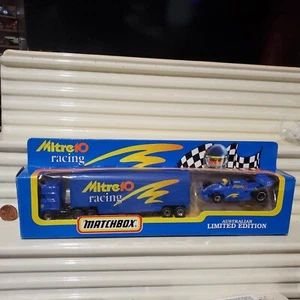 Mitre10
racing
Mitre10
racing
MATCHBOX
AUSTRALIAN
LIMITED EDITION